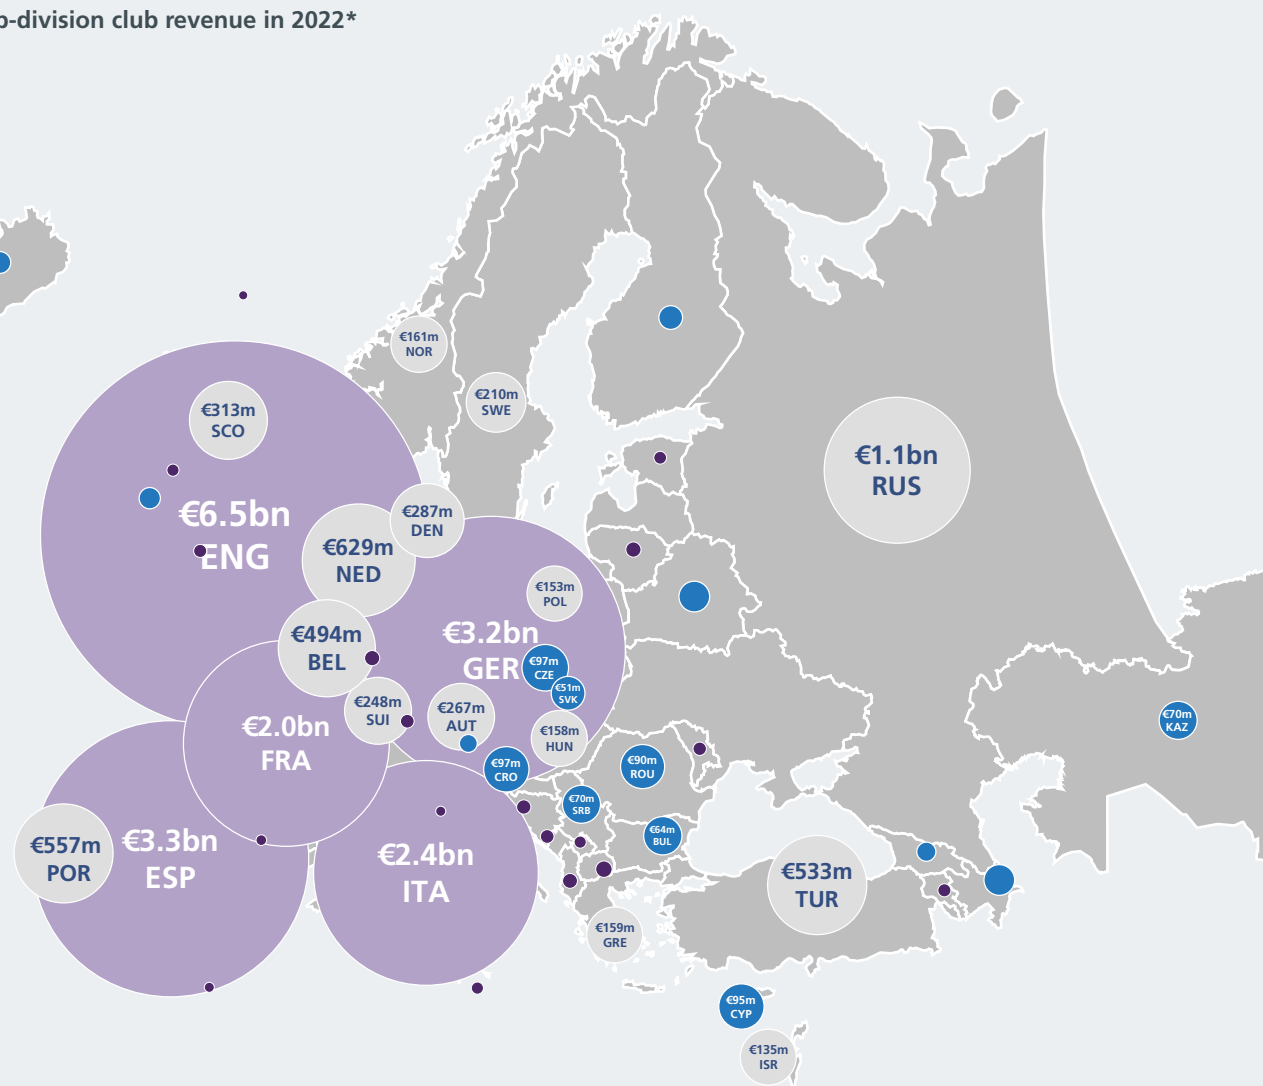 division club revenue in 2022*
€161m
NOR
€210m
SWE
€313m
SCO
€1.1bn
RUS
€6.5bn
ENG
€287m
DEN
€629m
NED
€153m
POL
€494m
BEL
€3.2bn
GER
€97m
CZE
€51m
SVK
€248m
SUI
€267m
AUT
€70m
KAZ
€2.0bn
FRA
€158m
HUN
€97m
CRO
€90m
ROU
€70m
SRB
€64m
BUL
€557m
POR
€3.3bn
ESP
€2.4bn
ITA
€533m
TUR
€159m
GRE
€95m
CYP
€135m
ISR